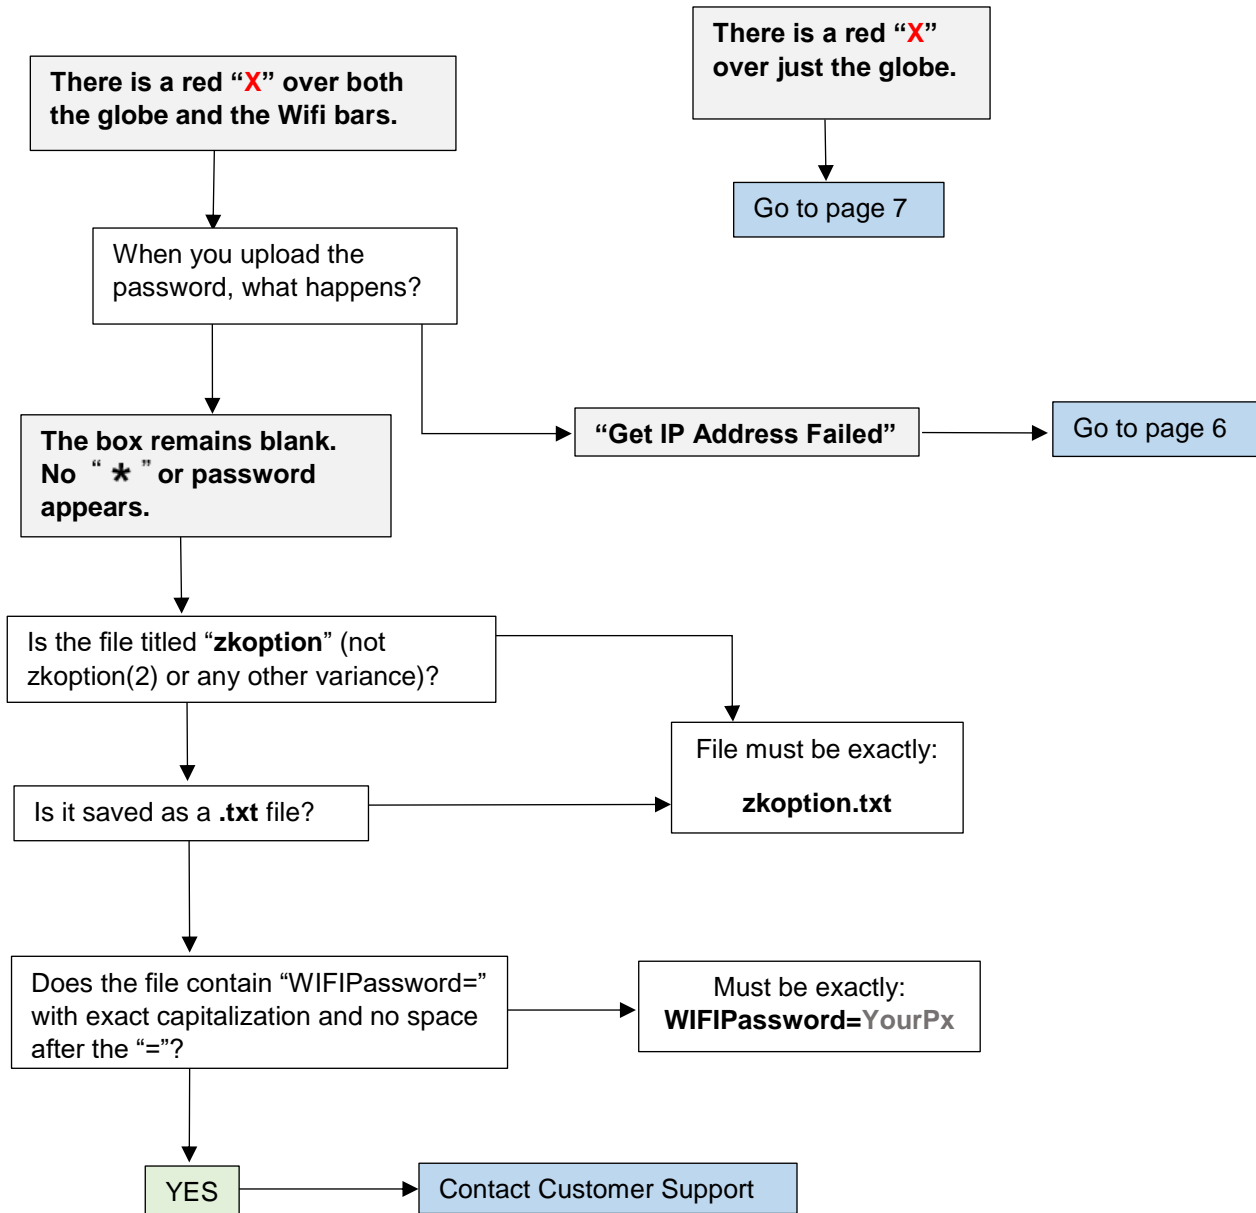 There is a red “X” over both
the globe and the Wifi bars.
There is a red “X”
over just the globe.
Go to page 7
When you upload the
password, what happens?
The box remains blank.
No “ * ” or password
appears.
“Get IP Address Failed”
Go to page 6
Is the file titled “zkoption” (not
zkoption(2) or any other variance)?
File must be exactly:
zkoption.txt
Is it saved as a .txt file?
Does the file contain “WIFIPassword=”
with exact capitalization and no space
after the “=”?
Must be exactly:
WIFIPassword=YourPx
YES
Contact Customer Support